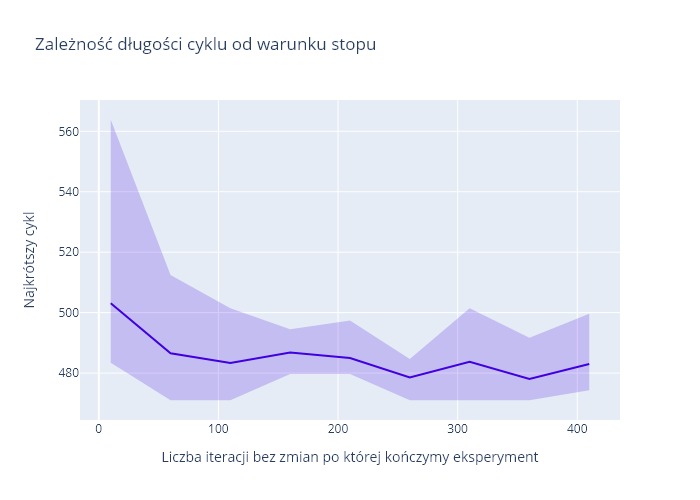 Zależność długości cyklu od warunku stopu
Najkrótszy cykl
560
540
520
500
480
0 100 200 300 400
Liczba iteracji bez zmian po której kończymy eksperyment